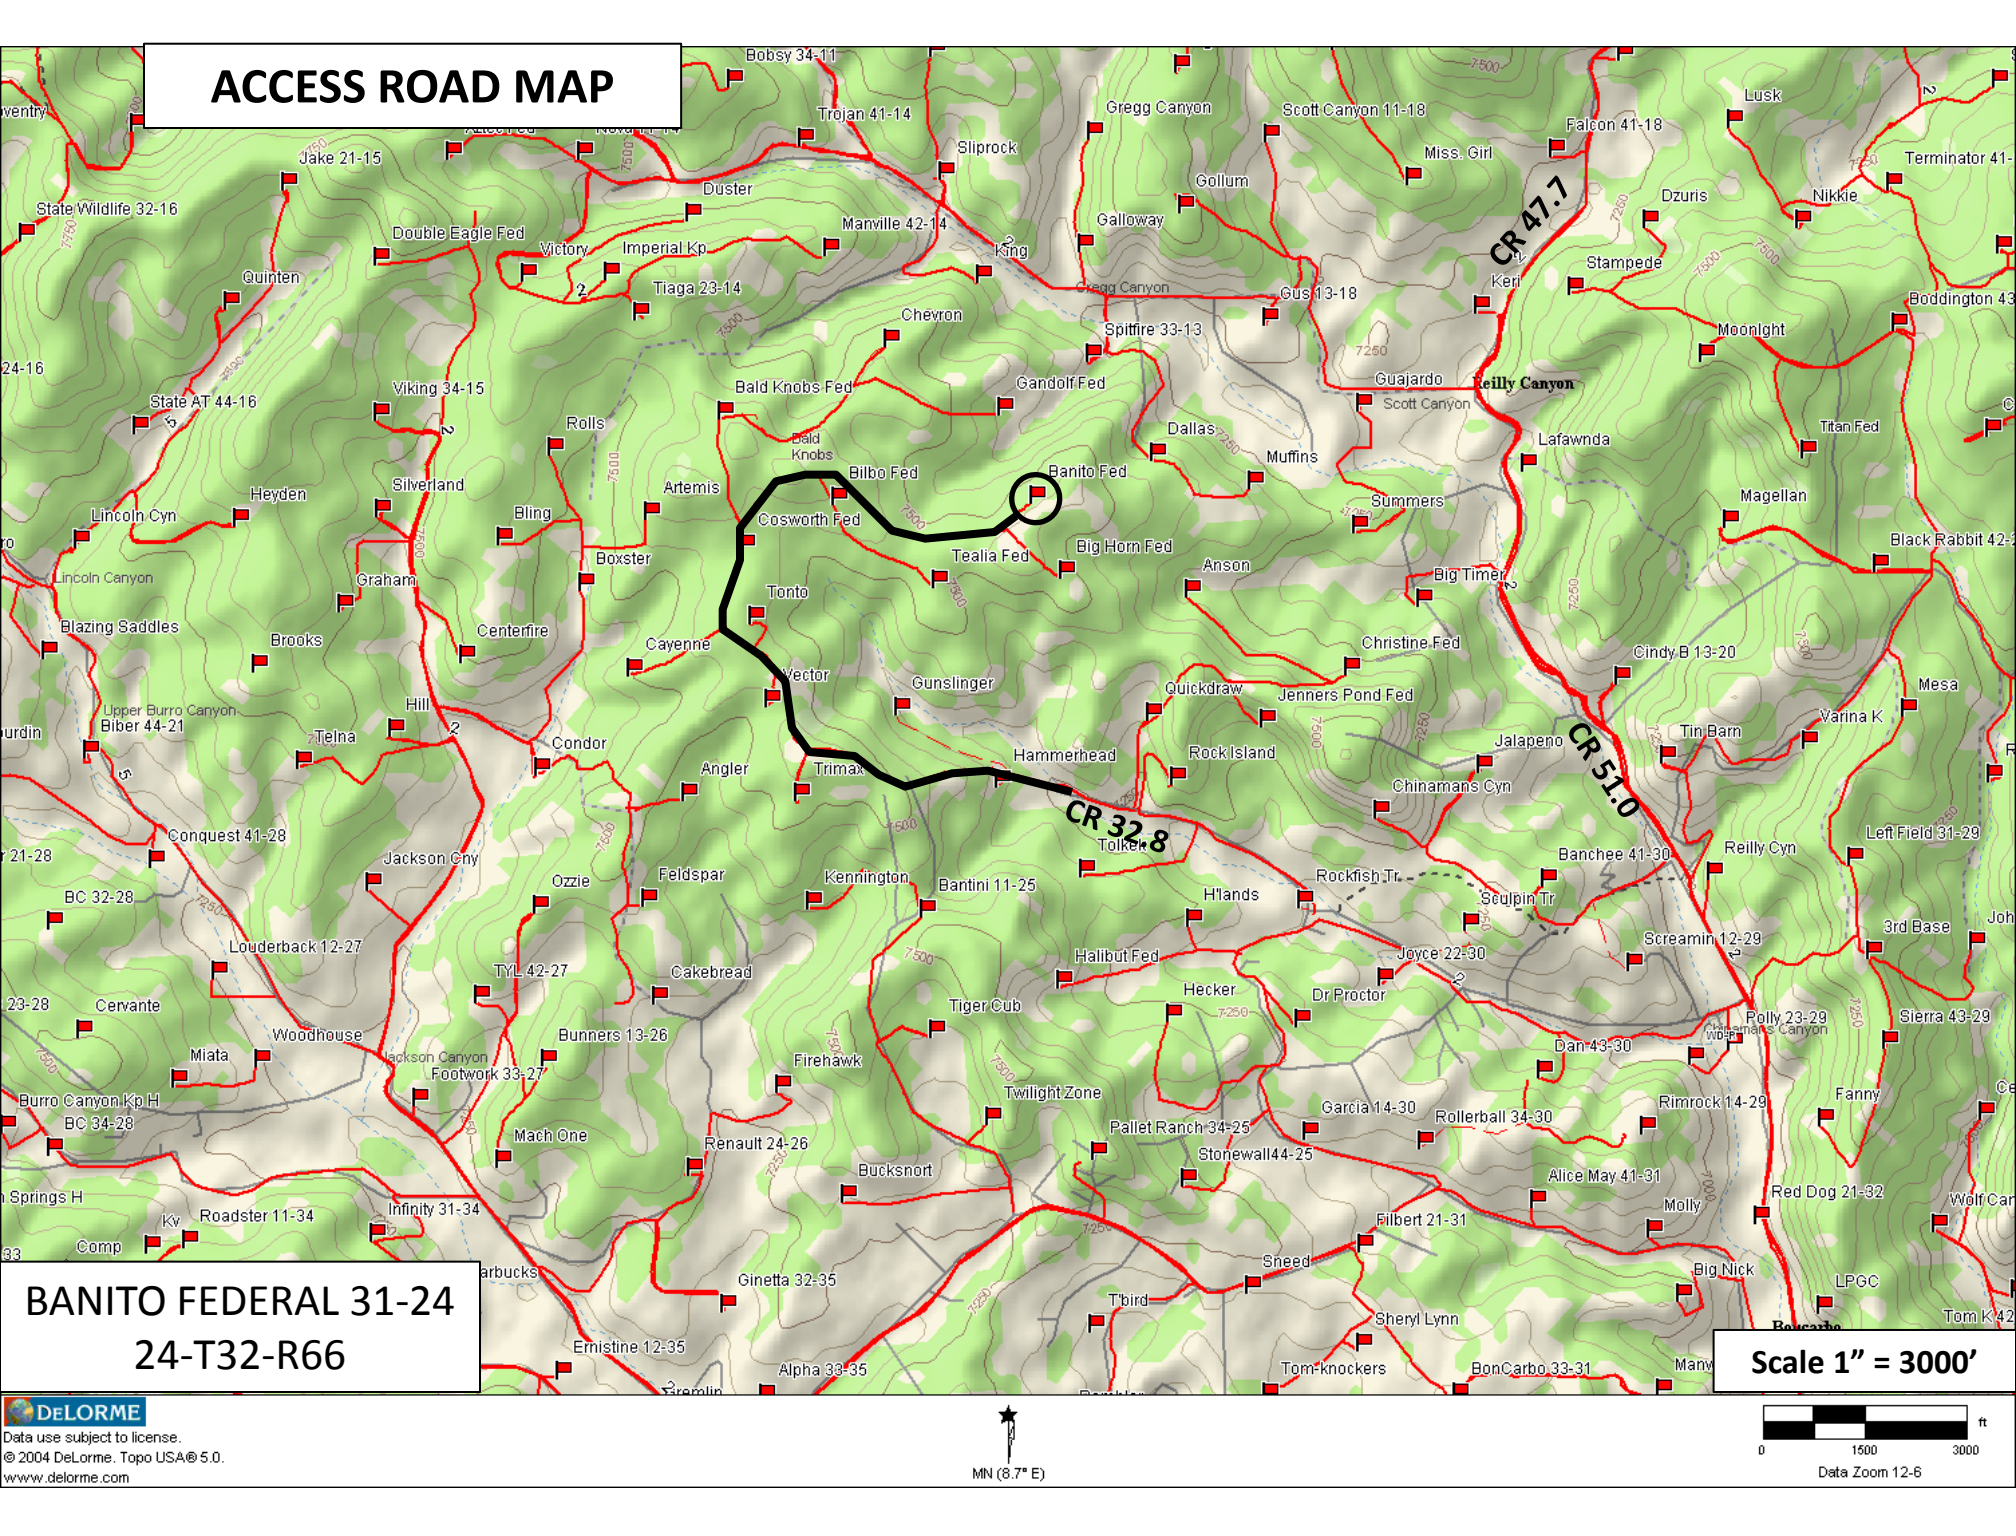 ACCESS ROAD MAP
Bobsy 34-11
Trojan 41-14
Gregg Canyon
Scott Canyon 11-18
Falcon 41-18
Lusk
Jake 21-15
Sliprock
Miss. Girl
Terminator 41-
State Wildlife 32-16
Duster
Gollum
Dzuris
Nikkie
Double Eagle Fed
Victory
Imperial Kp
Manville 42-14
King
Galloway
CR 47.7
Stampede
Quinten
Tiaga 23-14
Gregg Canyon
Gus 13-18
Keri
Boddington 43
Chevron
Spitfire 33-13
7250
Moonlght
24-16
State AT 44-16
Viking 34-15
Bald Knobs Fed
Gandolf Fed
Guajardo
Reilly Canyon
Scott Canyon
Rolls
Bald
Knobs
Dallas
Muffins
Lafawnda
Titan Fed
Heyden
Silverland
Artemis
Bilbo Fed
Banito Fed
Summers
Magellan
Lincoln Cyn
Bling
Cosworth Fed
Tealia Fed
Big Horn Fed
Black Rabbit 42-2
Lincoln Canyon
Graham
Boxster
Anson
Big Timer
Tonto
Blazing Saddles
Brooks
Centerfire
Cayenne
Christine Fed
Cindy B 13-20
Vector
Gunslinger
Quickdraw
Jenners Pond Fed
Mesa
Upper Burro Canyon
Biber 44-21
Hill
Telna
Condor
Angler
Trimax
Hammerhead
Rock Island
Jalapeno
CR 51.0
Tin Barn
Varina K
Chinamans Cyn
CR 32.8
Conquest 41-28
r 21-28
Jackson Cny
Left Field 31-29
Banchee 41-30
Reilly Cyn
BC 32-28
Ozzie
Feldspar
Kennington
Bantini 11-25
H'lands
Rockfish Tr
Sculpin Tr
3rd Base
Louderback 12-27
TYL 42-27
Cakebread
Halibut Fed
Joyce 22-30
Screamin 12-29
23-28
Cervante
Tiger Cub
Hecker
Dr Proctor
Polly 23-29
Sierra 43-29
Chinamans Canyon
Woodhouse
Miata
Jackson Canyon
Footwork 33-27
Bunners 13-26
Firehawk
Dan 43-30
Burro Canyon Kp H
BC 34-28
Mach One
Renault 24-26
Twilight Zone
Pallet Ranch 34-25
Stonewall44-25
Garcia 14-30
Rollerball 34-30
Rimrock 14-29
Fanny
Bucksnort
Alice May 41-31
Springs H
Kv
Roadster 11-34
Comp
Infinity 31-34
Filbert 21-31
Molly
Red Dog 21-32
Wolf Can
BANITO FEDERAL 31-24
24-T32-R66
Ginetta 32-35
T'bird
Sneed
Sheryl Lynn
Big Nick
LPGC
Tom K 42
Ernistine 12-35
Alpha 33-35
Tom-knockers
BonCarbo 33-31
Scale 1” = 3000’
DELORME
Data use subject to license.
© 2004 DeLorme. Topo USA® 5.0.
www.delorme.com
MN (8.7° E)
ft
0 1500 3000
Data Zoom 12-6